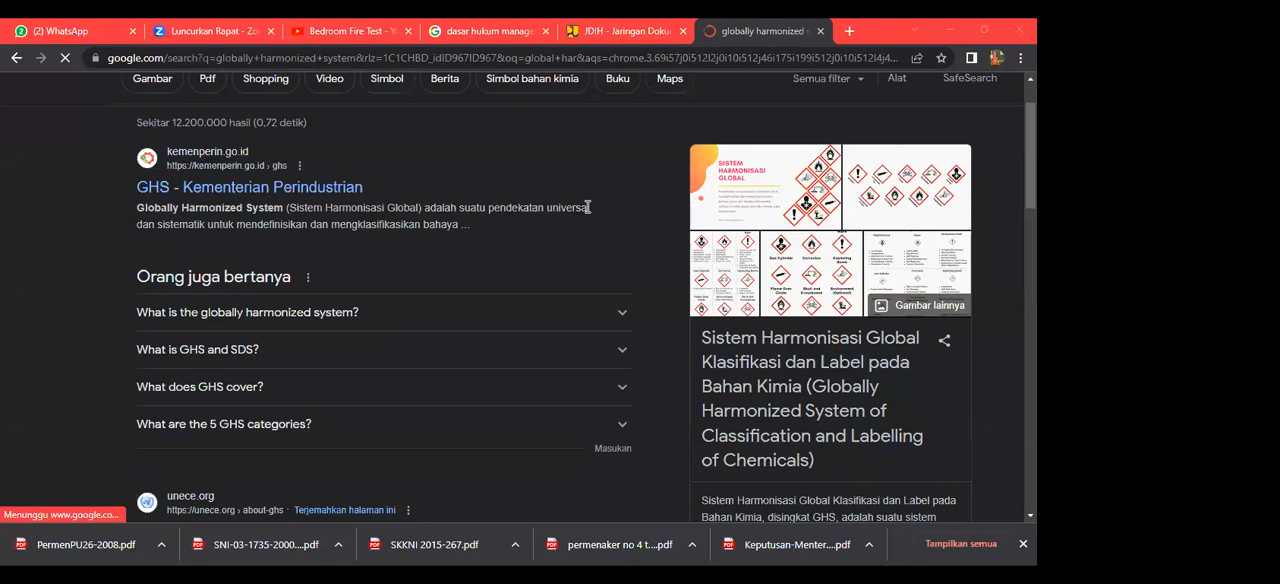 (2) WhatsApp
Luncurkan Rapat - Zo
Bedroom Fire Test - Y
dasar hukum manage
JDIH - Jaringan Doku
globally harmonized s
google.com/search?q=globally+harmonized+system&rlz=1C1CHBD_idID967ID967&oq=global+har&aqs=chrome.3.69i57j0i512l2j0i10i512j46i175i199i512j0i10i512l4j4...
Gambar
Pdf
Shopping
Video
Simbol
Berita
Simbol bahan kimia
Buku
Maps
Semua filter
Alat
SafeSearch
Sekitar 12.200.000 hasil (0,72 detik)
kemenperin.go.id
https://kemenperin.go.id › ghs
GHS - Kementerian Perindustrian
Globally Harmonized System (Sistem Harmonisasi Global) adalah suatu pendekatan universal
dan sistematik untuk mendefinisikan dan mengklasifikasikan bahaya ...
Orang juga bertanya
What is the globally harmonized system?
What is GHS and SDS?
What does GHS cover?
What are the 5 GHS categories?
Masukan
unece.org
https://unece.org › about-ghs
Terjemahkan halaman ini
SISTEM
HARMONISASI
GLOBAL
Gas Cylinder
Corrosion
Exploding
Bomb
Flame Over
Circle
Skull and
Crossbones
Environment
Gambar lainnya
Sistem Harmonisasi Global
Klasifikasi dan Label pada
Bahan Kimia (Globally
Harmonized System of
Classification and Labelling
of Chemicals)
Sistem Harmonisasi Global Klasifikasi dan Label pada
Bahan Kimia, disingkat GHS, adalah suatu sistem
Menunggu www.google.co...
PermenPU26-2008.pdf
SNI-03-1735-2000....pdf
SKKNI 2015-267.pdf
permenaker no 4 t....pdf
Keputusan-Menter....pdf
Tampilkan semua